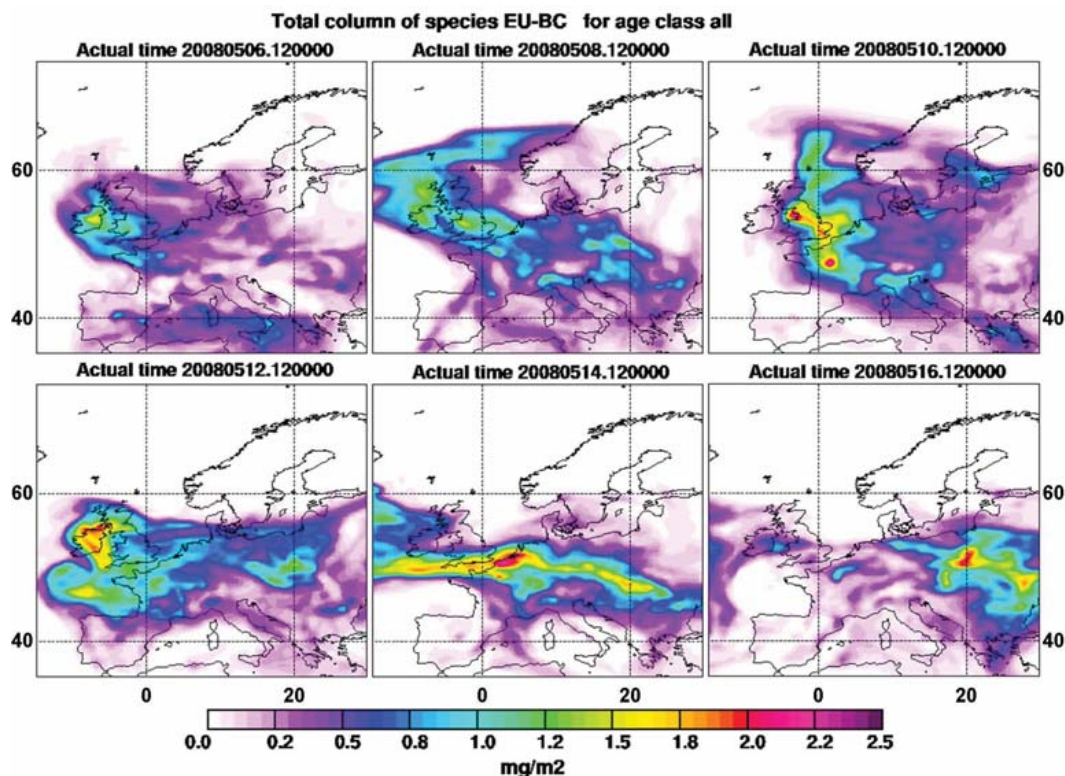 Total column of species EU-BC for age class all
Actual time 20080506.120000 Actual time 20080508.120000 Actual time 20080510.120000
60 60
40 40
Actual time 20080512.120000 Actual time 20080514.120000 Actual time 20080516.120000
60 60
40 40
0 20 0 20 0 20
0.0 0.2 0.5 0.8 1.0 1.2 1.5 1.8 2.0 2.2 2.5
mg/m2